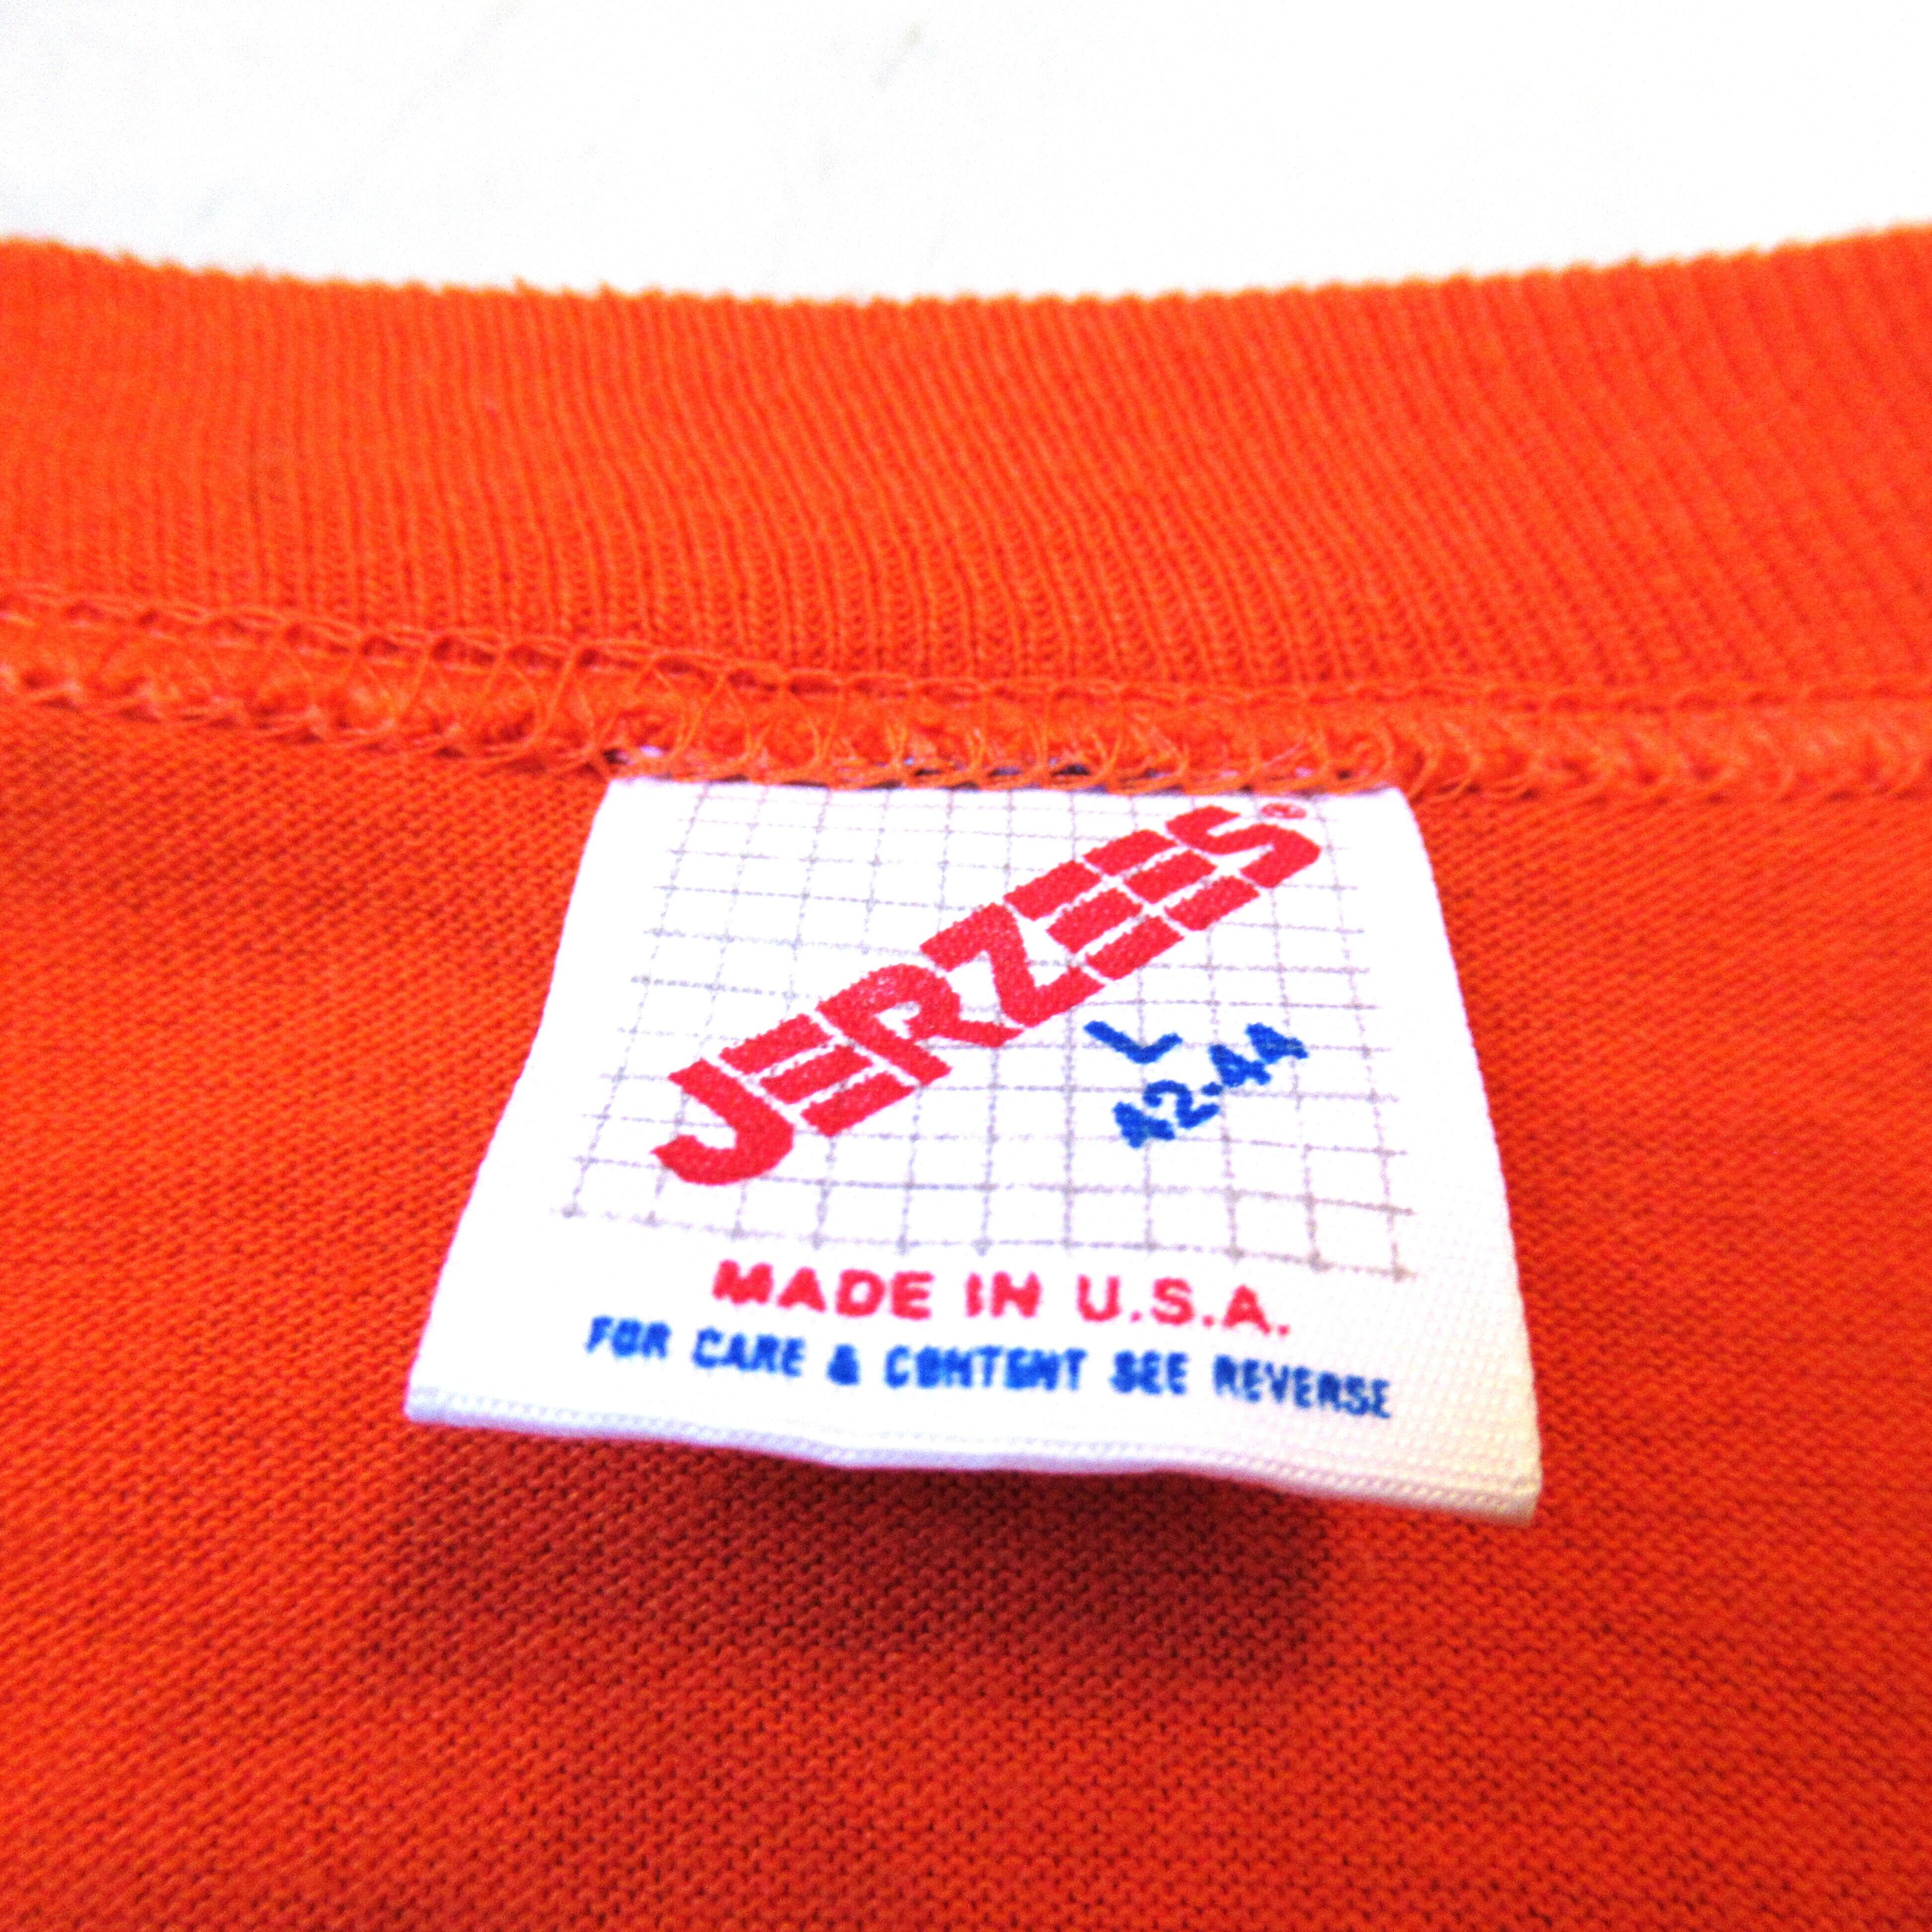 JERZEES®
L
42-44
MADE IN U.S.A.
FOR CARE & CONTENT SEE REVERSE